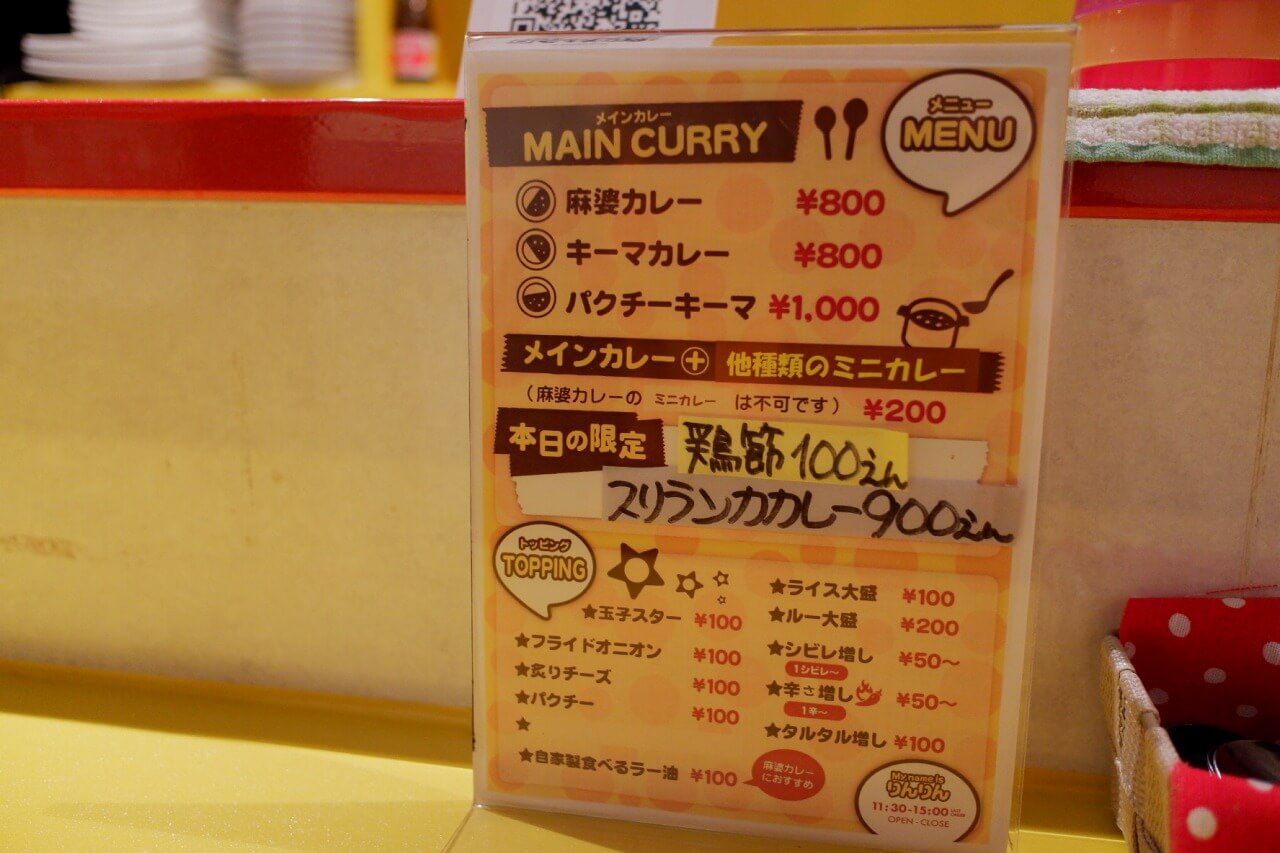 メインカレー
MAIN CURRY
メニュー
MENU
麻婆カレー ¥800
キーマカレー ¥800
パクチーキーマ ¥1,000
メインカレー+他種類のミニカレー
(麻婆カレーの ミニカレー は不可です) ¥200
本日の限定
鶏節100えん
スリランカカレー900えん
トッピング
TOPPING
★玉子スター ¥100
★フライドオニオン ¥100
★炙りチーズ ¥100
★パクチー ¥100
★
★自家製食べるラー油 ¥100
麻婆カレー
におすすめ
★ライス大盛 ¥100
★ルー大盛 ¥200
★シビレ増し ¥50〜
1シビレ〜
★辛さ増し ¥50〜
1辛〜
★タルタル増し ¥100
My name is
りんりん
11:30-15:00 LAST ORDER
OPEN-CLOSE